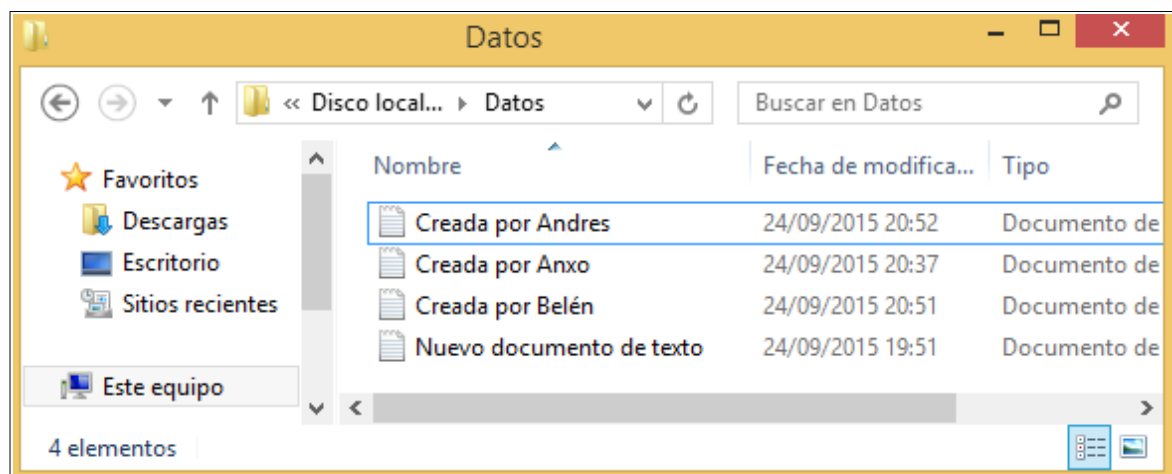 Datos
« Disco local... ▸ Datos
Buscar en Datos
Favoritos
Descargas
Escritorio
Sitios recientes
Este equipo
Nombre Fecha de modifica... Tipo
Creada por Andres 24/09/2015 20:52 Documento de
Creada por Anxo 24/09/2015 20:37 Documento de
Creada por Belén 24/09/2015 20:51 Documento de
Nuevo documento de texto 24/09/2015 19:51 Documento de
4 elementos